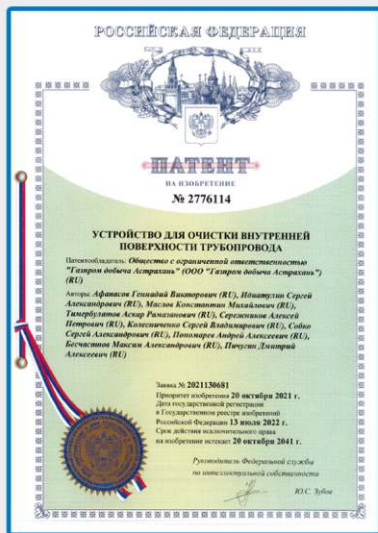 РОССИЙСКАЯ ФЕДЕРАЦИЯ
ПАТЕНТ
НА ИЗОБРЕТЕНИЕ
№ 2776114
УСТРОЙСТВО ДЛЯ ОЧИСТКИ ВНУТРЕННЕЙ
ПОВЕРХНОСТИ ТРУБОПРОВОДА
Патентообладатель: Общество с ограниченной ответственностью
"Газпром добыча Астрахань" (ООО "Газпром добыча Астрахань")
(RU)
Авторы: Афанасов Геннадий Викторович (RU), Идиатулин Сергей
Александрович (RU), Маслов Константин Михайлович (RU),
Тимербулатов Аскар Рамазанович (RU), Сережников Алексей
Петрович (RU), Колесниченко Сергей Владимирович (RU), Собко
Сергей Александрович (RU), Пономарев Андрей Алексеевич (RU),
Бесчастнов Максим Александрович (RU), Пичугин Дмитрий
Алексеевич (RU)
Заявка № 2021130681
Приоритет изобретения 20 октября 2021 г.
Дата государственной регистрации
в Государственном реестре изобретений
Российской Федерации 13 июля 2022 г.
Срок действия исключительного права
на изобретение истекает 20 октября 2041 г.
Руководитель Федеральной службы
по интеллектуальной собственности
Ю.С. Зубов